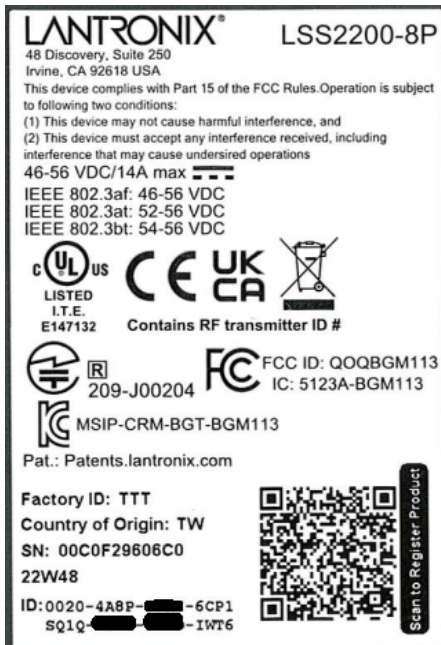 LANTRONIX®
LSS2200-8P
48 Discovery, Suite 250
Irvine, CA 92618 USA
This device complies with Part 15 of the FCC Rules.Operation is subject
to following two conditions:
(1) This device may not cause harmful interference, and
(2) This device must accept any interference received, including
interference that may cause undersired operations
46-56 VDC/14A max
IEEE 802.3af: 46-56 VDC
IEEE 802.3at: 52-56 VDC
IEEE 802.3bt: 54-56 VDC
c UL US
LISTED
I.T.E.
E147132
CE
UK
CA
Contains RF transmitter ID #
R
209-J00204
FC
FCC ID: QOQBGM113
IC: 5123A-BGM113
KC
MSIP-CRM-BGT-BGM113
Pat.: Patents.lantronix.com
Factory ID: TTT
Country of Origin: TW
SN: 00C0F29606C0
22W48
ID:0020-4A8P- -6CP1
SQ1Q- - -IWT6
Scan to Register Product